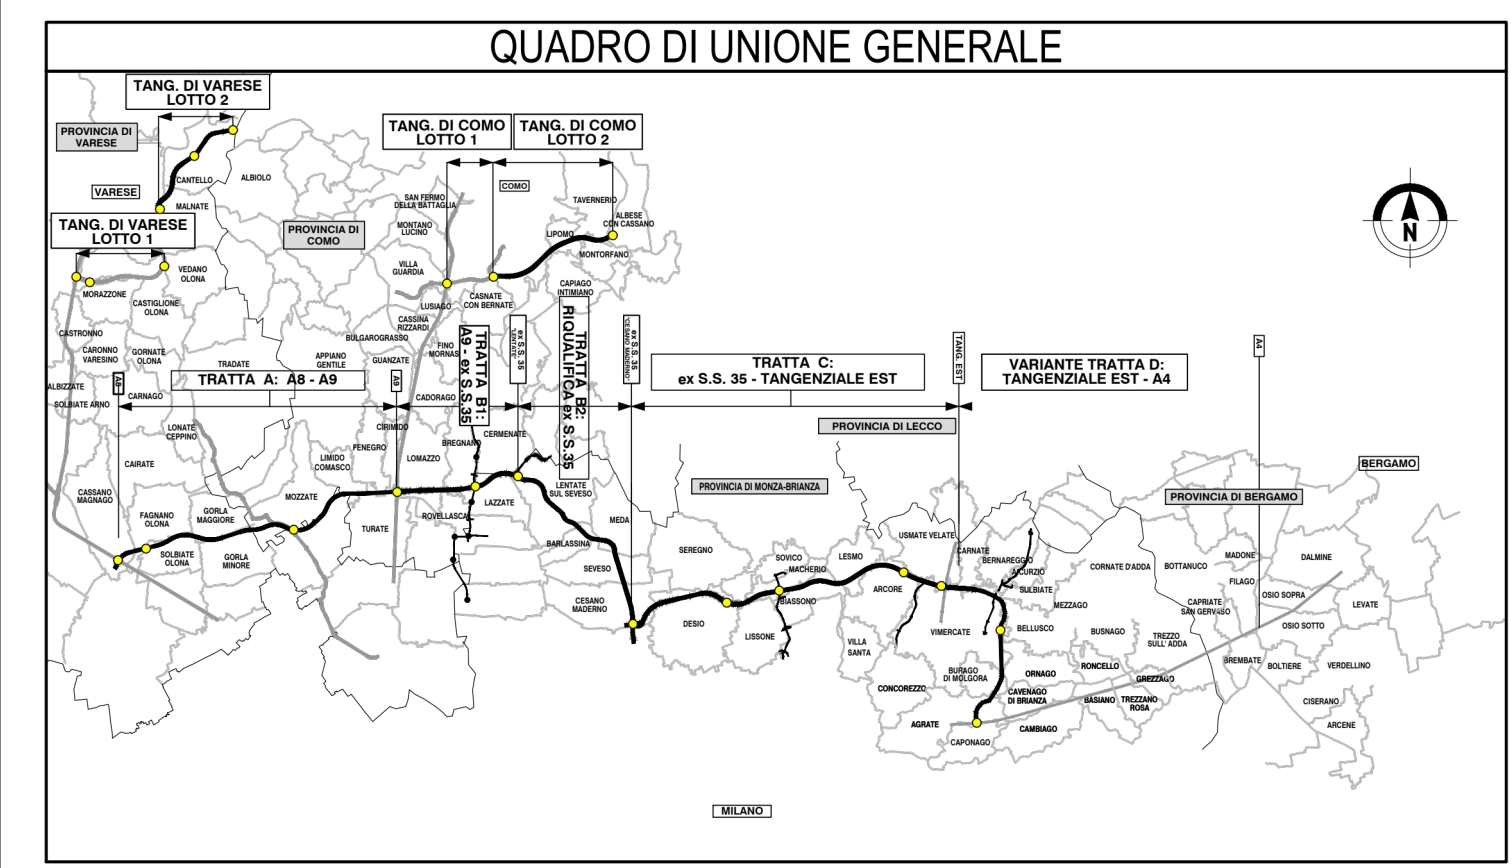 QUADRO DI UNIONE GENERALE
TANG. DI VARESE
LOTTO 2
PROVINCIA DI
VARESE
VARESE
CANTELLO
ALBIOLO
MALNATE
TANG. DI VARESE
LOTTO 1
VEDANO
OLONA
MORAZZONE
CASTIGLIONE
OLONA
PROVINCIA DI
COMO
TANG. DI COMO
LOTTO 1
TANG. DI COMO
LOTTO 2
COMO
SAN FERMO
DELLA BATTAGLIA
MONTANO
LUCINO
VILLA
GUARDIA
TAVERNERIO
ALBESE
CON CASSANO
LIPOMO
MONTORFANO
CAPIAGO
INTIMIANO
LUSIAGO
CASNATE
CON BERNATE
CASSINA
RIZZARDI
BULGAROGRASSO
FINO
MORNAS
GUANZATE
APPIANO
GENTILE
CASTRONNO
CARONNO
VARESINO
GORNATE
OLONA
TRADATE
ALBIZZATE
SOLBIATE ARNO
CARNAGO
A8
TRATTA A: A8 - A9
A9
CADORAGO
TRATTA B1:
A9 - ex S.S.35
ex S.S. 35
"LENTATE"
TRATTA B2:
RIQUALIFICA ex S.S.35
ex S.S. 35
"CESANO MADERNO"
TRATTA C:
ex S.S. 35 - TANGENZIALE EST
TANG. EST
VARIANTE TRATTA D:
TANGENZIALE EST - A4
A4
N
LONATE
CEPPINO
CIRIMIDO
FENEGRO
LIMIDO
COMASCO
LOMAZZO
BREGNANO
CERMENATE
CAIRATE
CASSANO
MAGNAGO
MOZZATE
FAGNANO
OLONA
GORLA
MAGGIORE
SOLBIATE
OLONA
GORLA
MINORE
TURATE
ROVELLASCA
LAZZATE
LENTATE
SUL SEVESO
MEDA
BARLASSINA
SEVESO
CESANO
MADERNO
PROVINCIA DI LECCO
PROVINCIA DI MONZA-BRIANZA
BERGAMO
PROVINCIA DI BERGAMO
SEREGNO
SOVICO
MACHERIO
LESMO
USMATE VELATE
CARNATE
BERNAREGGIO
AICURZIO
SULBIATE
MEZZAGO
CORNATE D'ADDA
BOTTANUCO
MADONE
FILAGO
DALMINE
OSIO SOPRA
LEVATE
CAPRIATE
SAN GERVASO
OSIO SOTTO
ARCORE
BIASSONO
DESIO
LISSONE
VILLA
SANTA
VIMERCATE
BELLUSCO
BUSNAGO
TREZZO
SULL' ADDA
BREMBATE
BOLTIERE
VERDELLINO
BURAGO
DI MOLGORA
ORNAGO
RONCELLO
GREZZAGO
CONCOREZZO
CAVENAGO
DI BRIANZA
BASIANO
TREZZANO
ROSA
CISERANO
ARCENE
AGRATE
CAMBIAGO
CAPONAGO
MILANO